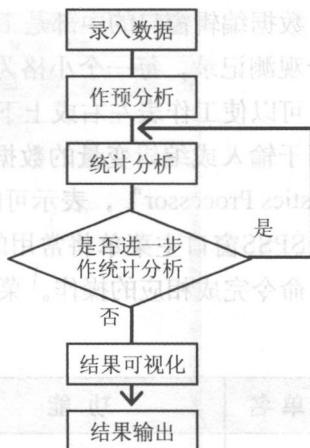 录入数据
作预分析
统计分析
是否进一步
作统计分析
是
否
结果可视化
结果输出